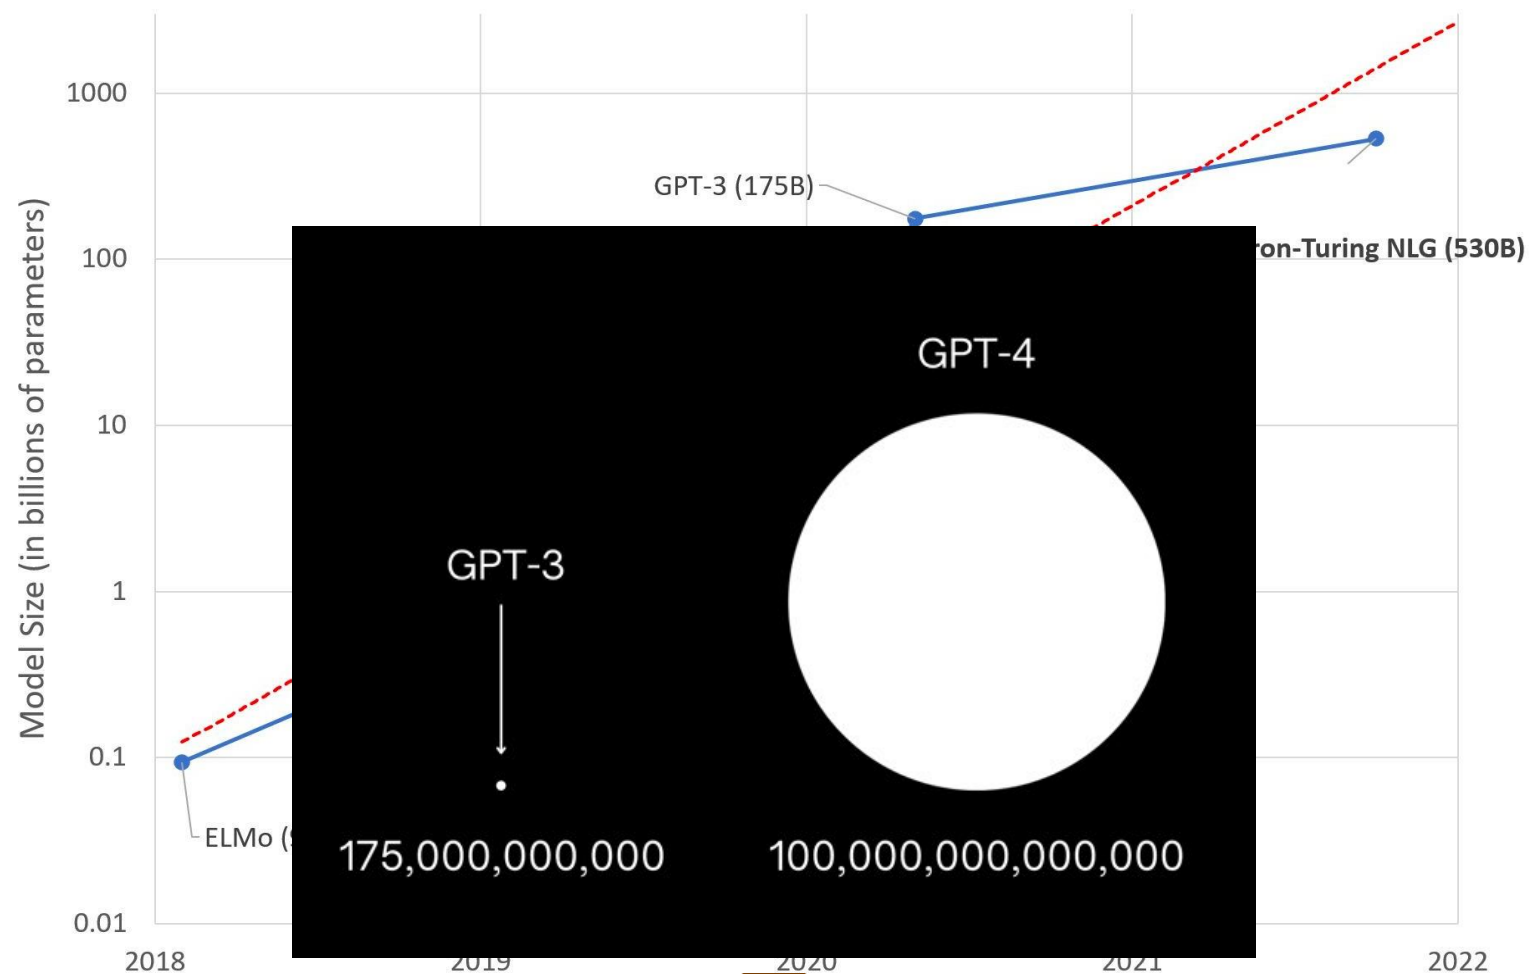 1000
GPT-3 (175B)
Model Size (in billions of parameters)
100
ron-Turing NLG (530B)
GPT-4
10
GPT-3
1
0.1
ELMo (
175,000,000,000
100,000,000,000,000
0.01
2018 2019 2020 2021 2022